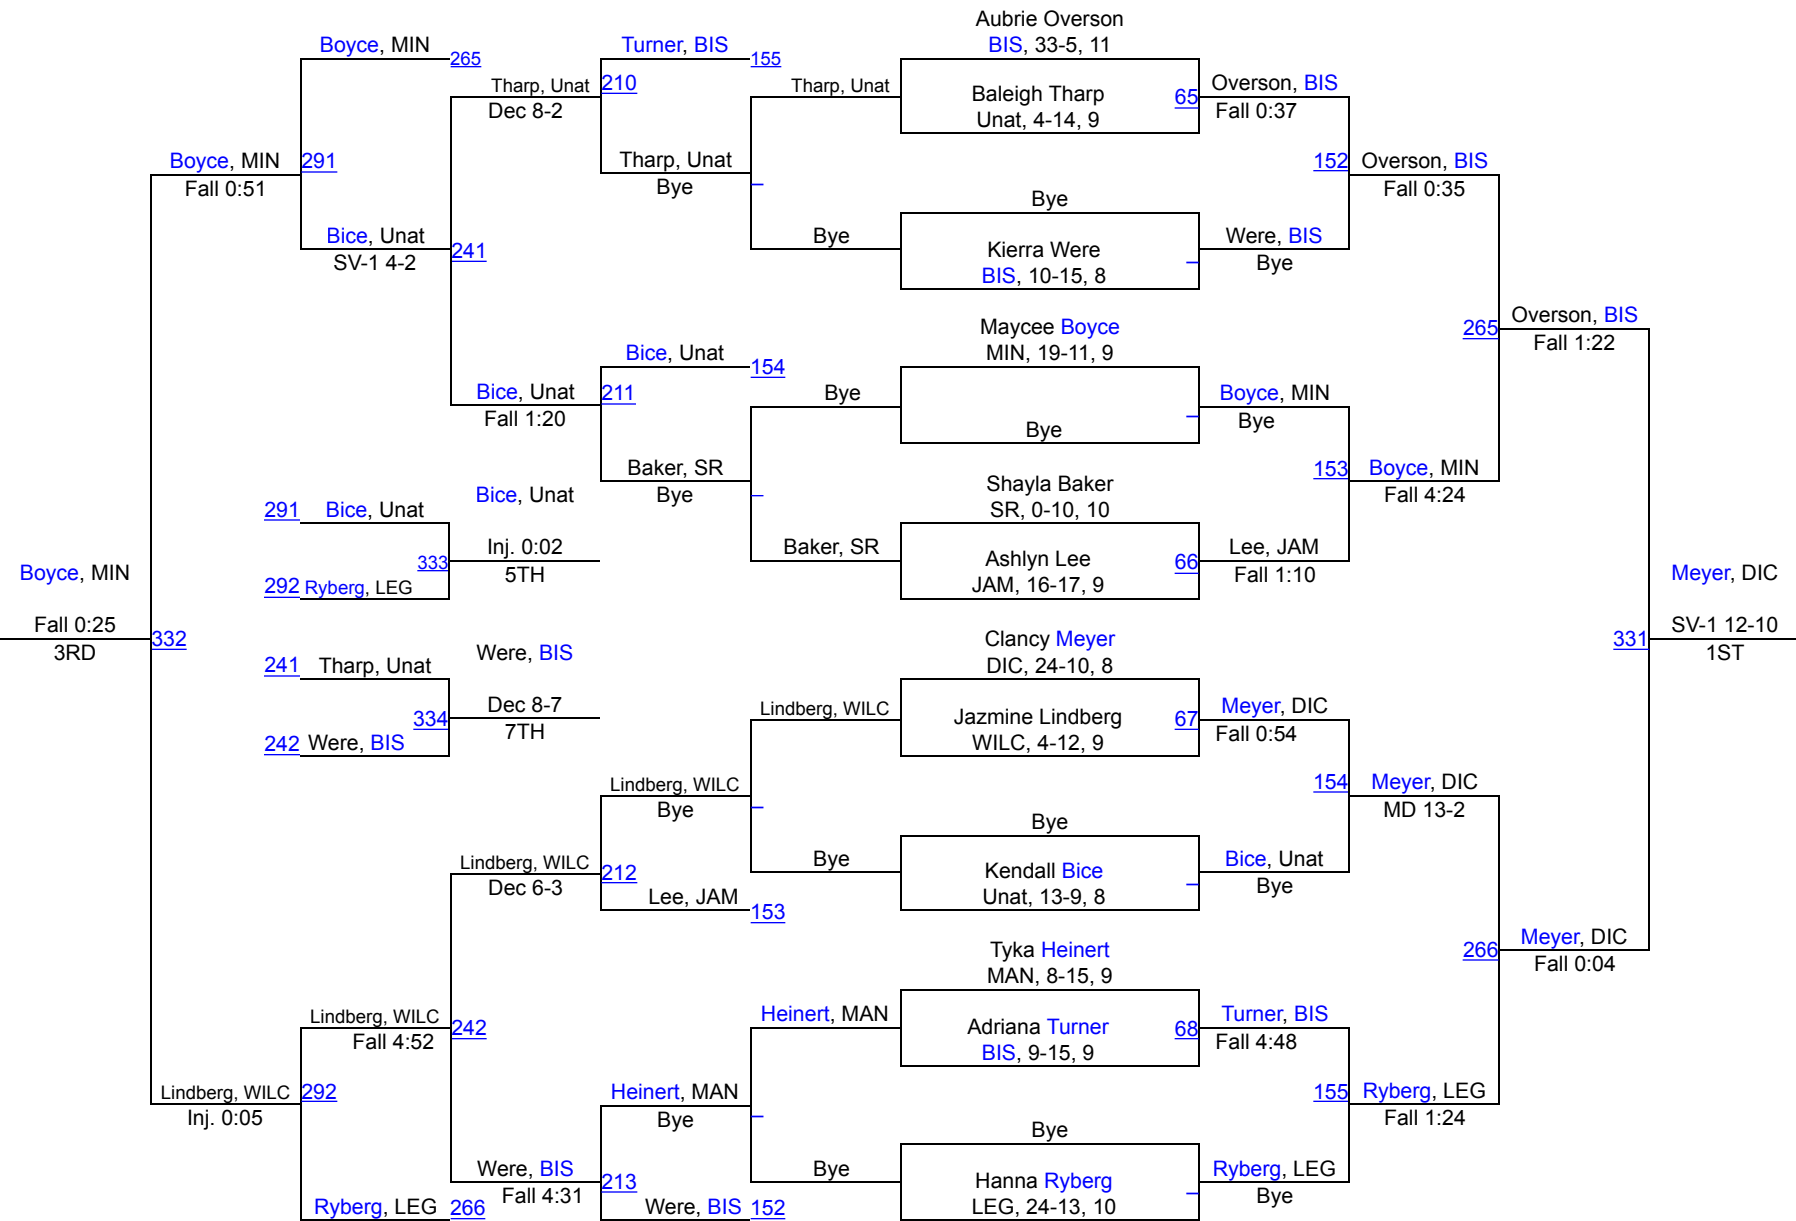 Aubrie Overson
Boyce, MIN
265
Turner, BIS
155
BIS, 33-5, 11
Tharp, Unat
210
Dec 8-2
Tharp, Unat
Baleigh Tharp
Unat, 4-14, 9
65
Overson, BIS
Fall 0:37
Boyce, MIN
291
Fall 0:51
Tharp, Unat
Bye
152
Overson, BIS
Fall 0:35
Bye
Bice, Unat
SV-1 4-2
241
Bye
Kierra Were
BIS, 10-15, 8
Were, BIS
Bye
Maycee Boyce
MIN, 19-11, 9
265
Overson, BIS
Fall 1:22
Bice, Unat
154
Bice, Unat
211
Fall 1:20
Bye
Boyce, MIN
Bye
Bye
Baker, SR
Bye
Shayla Baker
SR, 0-10, 10
153
Boyce, MIN
Fall 4:24
Bice, Unat
291
Bice, Unat
Inj. 0:02
333
5TH
292
Ryberg, LEG
Baker, SR
Ashlyn Lee
JAM, 16-17, 9
66
Lee, JAM
Fall 1:10
Boyce, MIN
Fall 0:25
332
3RD
Meyer, DIC
331
SV-1 12-10
1ST
Clancy Meyer
DIC, 24-10, 8
Were, BIS
241
Tharp, Unat
Dec 8-7
334
7TH
242
Were, BIS
Lindberg, WILC
Jazmine Lindberg
WILC, 4-12, 9
67
Meyer, DIC
Fall 0:54
Lindberg, WILC
Bye
154
Meyer, DIC
MD 13-2
Bye
Lindberg, WILC
212
Dec 6-3
Lee, JAM
153
Bye
Kendall Bice
Unat, 13-9, 8
Bice, Unat
Bye
Tyka Heinert
MAN, 8-15, 9
266
Meyer, DIC
Fall 0:04
Lindberg, WILC
242
Fall 4:52
Heinert, MAN
Adriana Turner
BIS, 9-15, 9
68
Turner, BIS
Fall 4:48
Lindberg, WILC
292
Inj. 0:05
Heinert, MAN
Bye
155
Ryberg, LEG
Fall 1:24
Bye
Were, BIS
213
Fall 4:31
Bye
Hanna Ryberg
LEG, 24-13, 10
Ryberg, LEG
Bye
Ryberg, LEG
266
Were, BIS
152